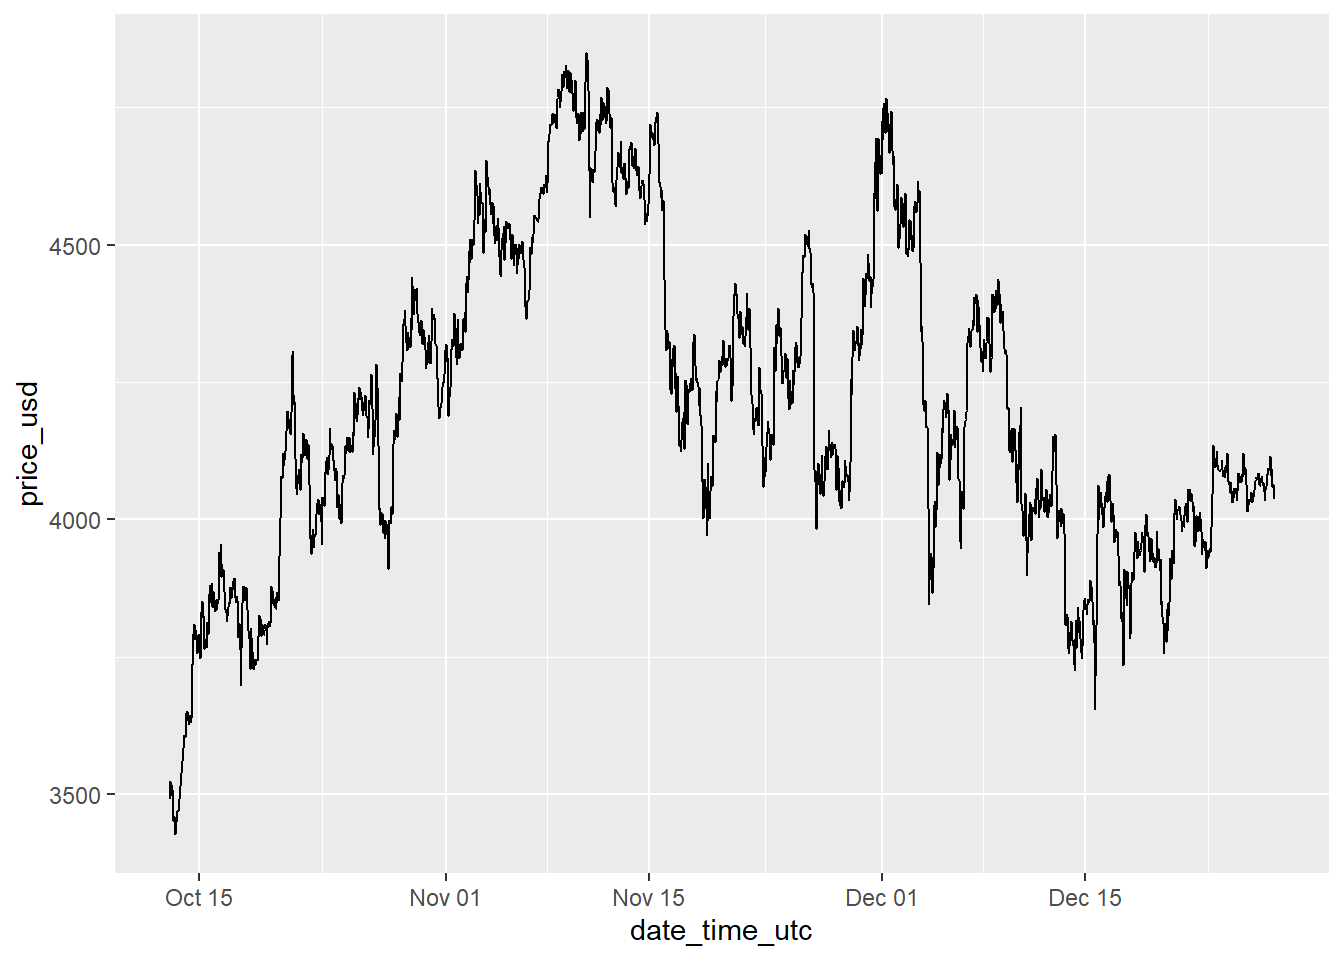 4500
4000
3500
price_usd
Oct 15
Nov 01
Nov 15
Dec 01
Dec 15
date_time_utc